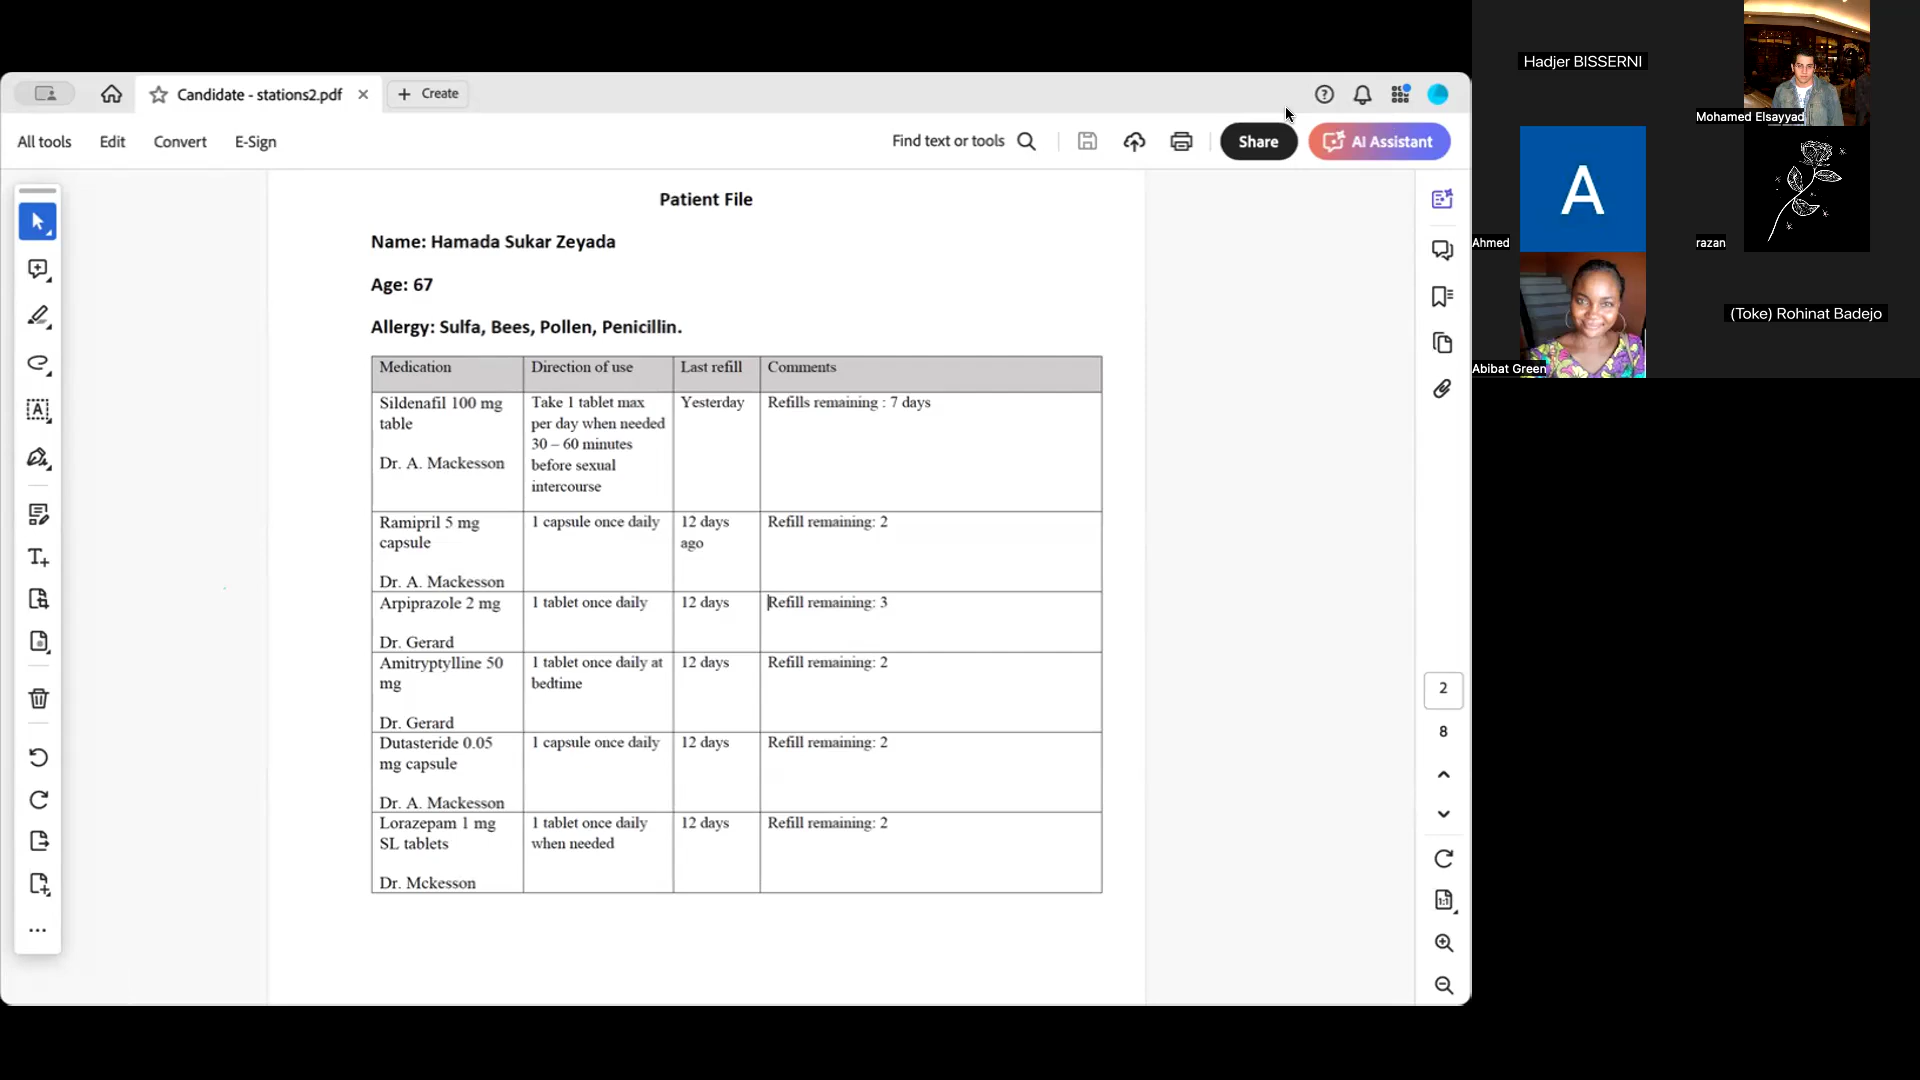 Candidate - stations2.pdf
Create
All tools
Edit
Convert
E-Sign
Find text or tools
Share
AI Assistant
Patient File
Name: Hamada Sukar Zeyada
Age: 67
Allergy: Sulfa, Bees, Pollen, Penicillin.
Medication
Direction of use
Last refill
Comments
Sildenafil 100 mg
table
Dr. A. Mackesson
Take 1 tablet max
per day when needed
30 – 60 minutes
before sexual
intercourse
Yesterday
Refills remaining : 7 days
Ramipril 5 mg
capsule
Dr. A. Mackesson
1 capsule once daily
12 days
ago
Refill remaining: 2
Arpiprazole 2 mg
Dr. Gerard
1 tablet once daily
12 days
Refill remaining: 3
Amitryptylline 50
mg
Dr. Gerard
1 tablet once daily at
bedtime
12 days
Refill remaining: 2
Dutasteride 0.05
mg capsule
Dr. A. Mackesson
1 capsule once daily
12 days
Refill remaining: 2
Lorazepam 1 mg
SL tablets
Dr. Mckesson
1 tablet once daily
when needed
12 days
Refill remaining: 2
2
8
1:1
Hadjer BISSERNI
Mohamed Elsayyad
A
Ahmed
razan
Abibat Green
(Toke) Rohinat Badejo